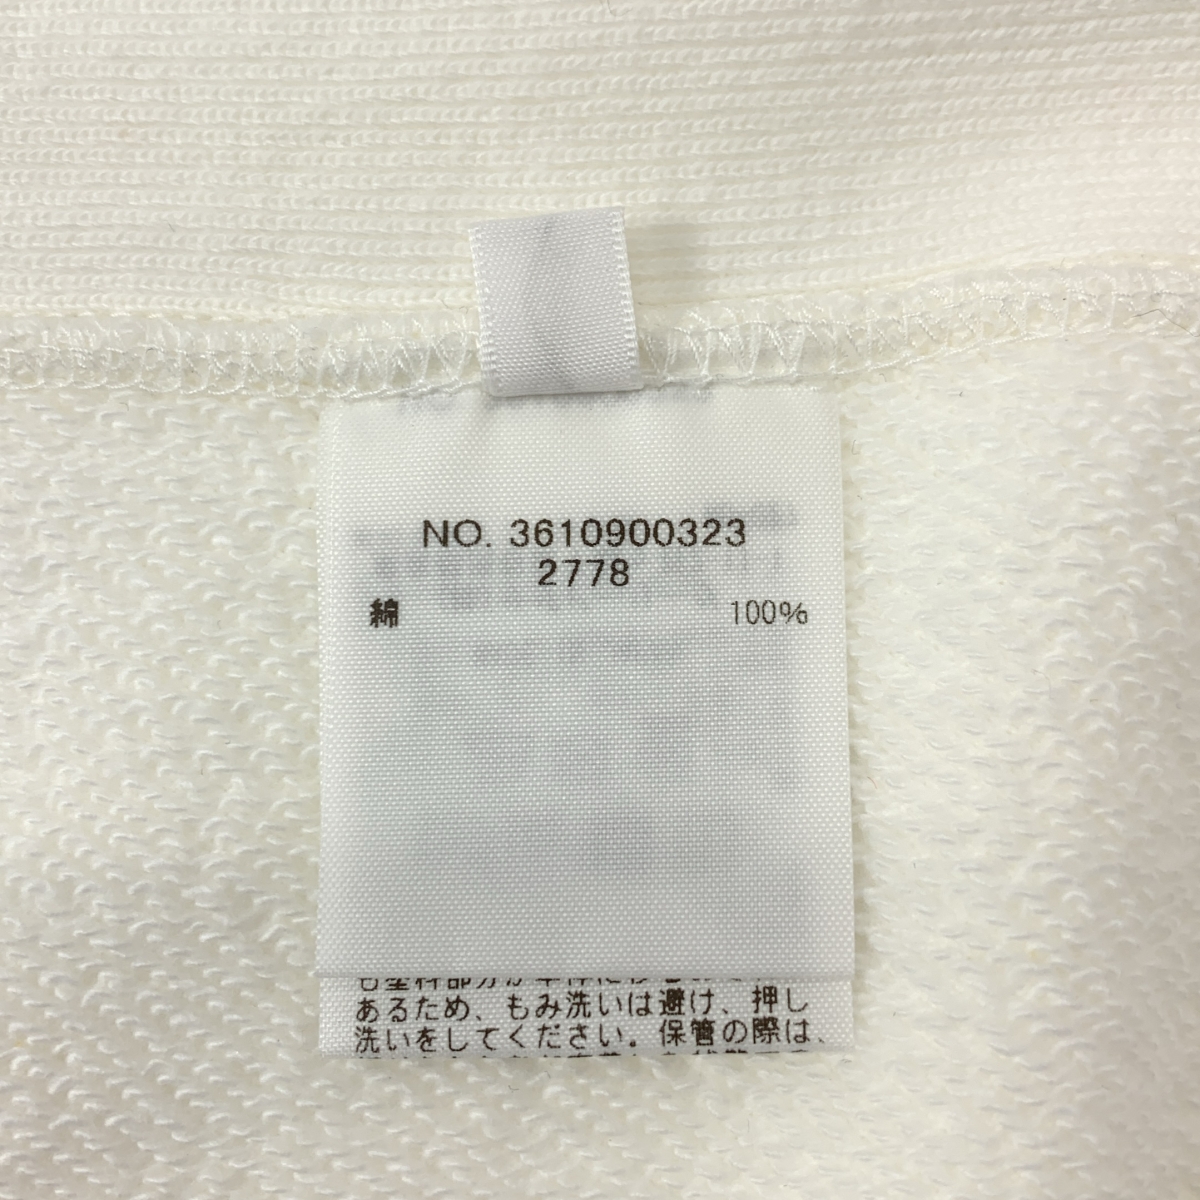 NO. 3610900323
2778
綿 100%
あるため、もみ洗いは避け、押し
洗いをしてください。保管の際は、